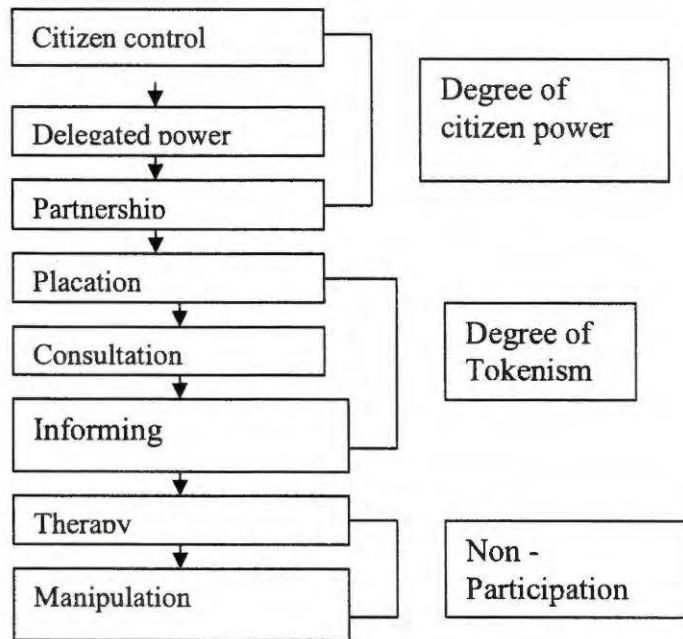 Citizen control
Delegated power
Partnership
Placation
Consultation
Informing
Therapy
Manipulation
Degree of
citizen power
Degree of
Tokenism
Non -
Participation